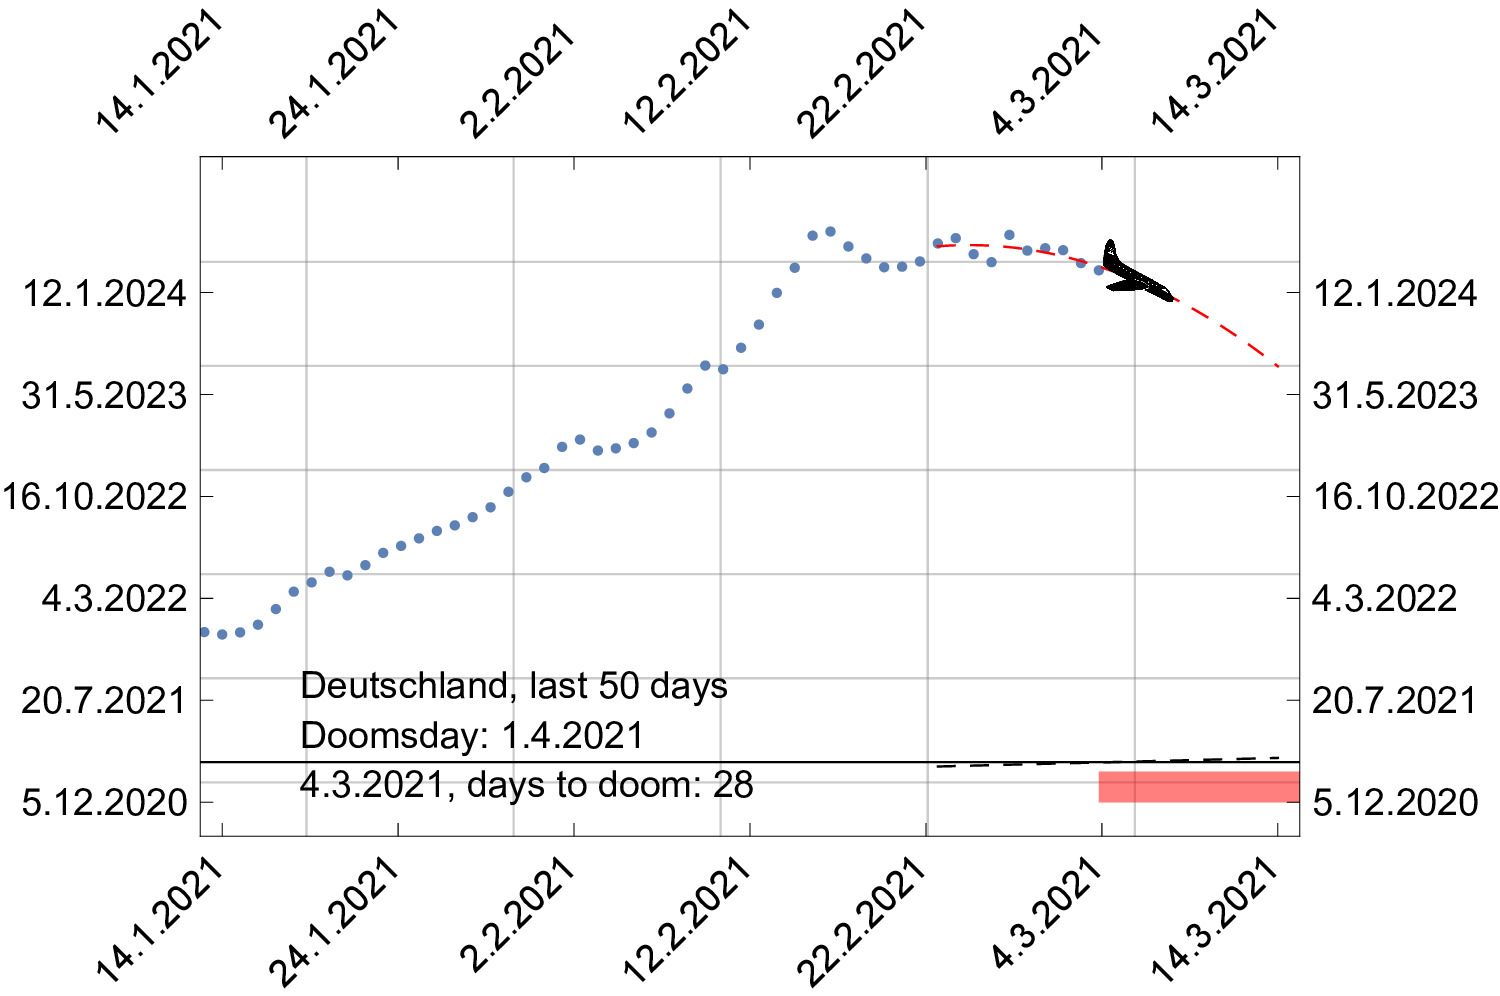 14.1.2021 24.1.2021 2.2.2021 12.2.2021 22.2.2021 4.3.2021 14.3.2021
12.1.2024 12.1.2024
31.5.2023 31.5.2023
16.10.2022 16.10.2022
4.3.2022 4.3.2022
Deutschland, last 50 days
20.7.2021 20.7.2021
Doomsday: 1.4.2021
4.3.2021, days to doom: 28
5.12.2020 5.12.2020
14.1.2021 24.1.2021 2.2.2021 12.2.2021 22.2.2021 4.3.2021 14.3.2021